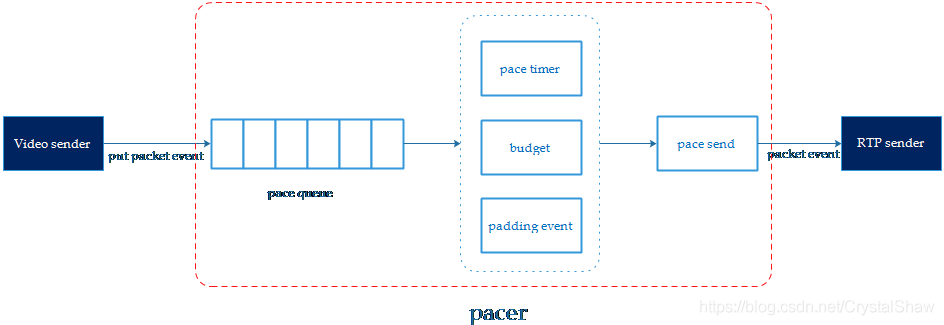 pace timer
Video sender
put packet event
pace queue
budget
padding event
pace send
packet event
RTP sender
pacer
https://blog.csdn.net/CrystalShaw